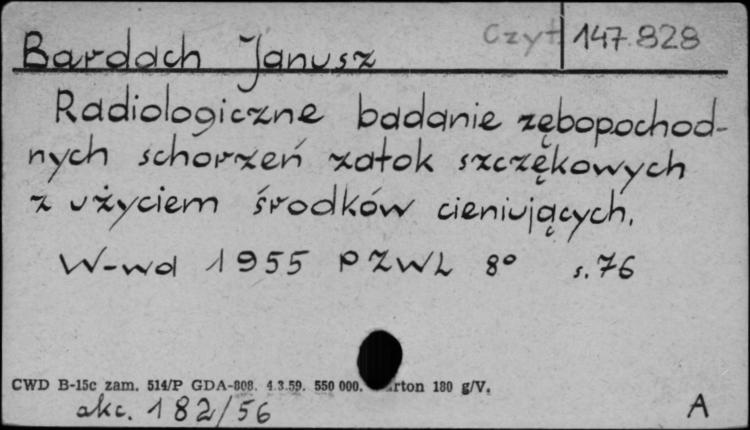 Czyt 147.828
Bardach Janusz
Radiologiczne badanie zębopochod-
nych schorzeń zatok szczękowych
z użyciem środków cieniujących.
W-wa 1955 PZWL 8° s. 76
CWD B-15c zam. 514/P GDA-808. 4.3.59. 550 000. rton 180 g/V.
akc. 182/56
A